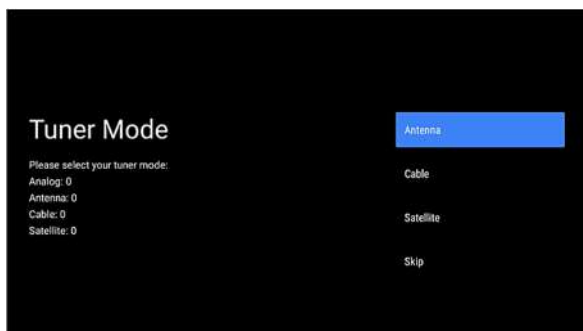 Tuner Mode
Please select your tuner mode:
Analog: 0
Antenna: 0
Cable: 0
Satellite: 0
Antenna
Cable
Satellite
Skip